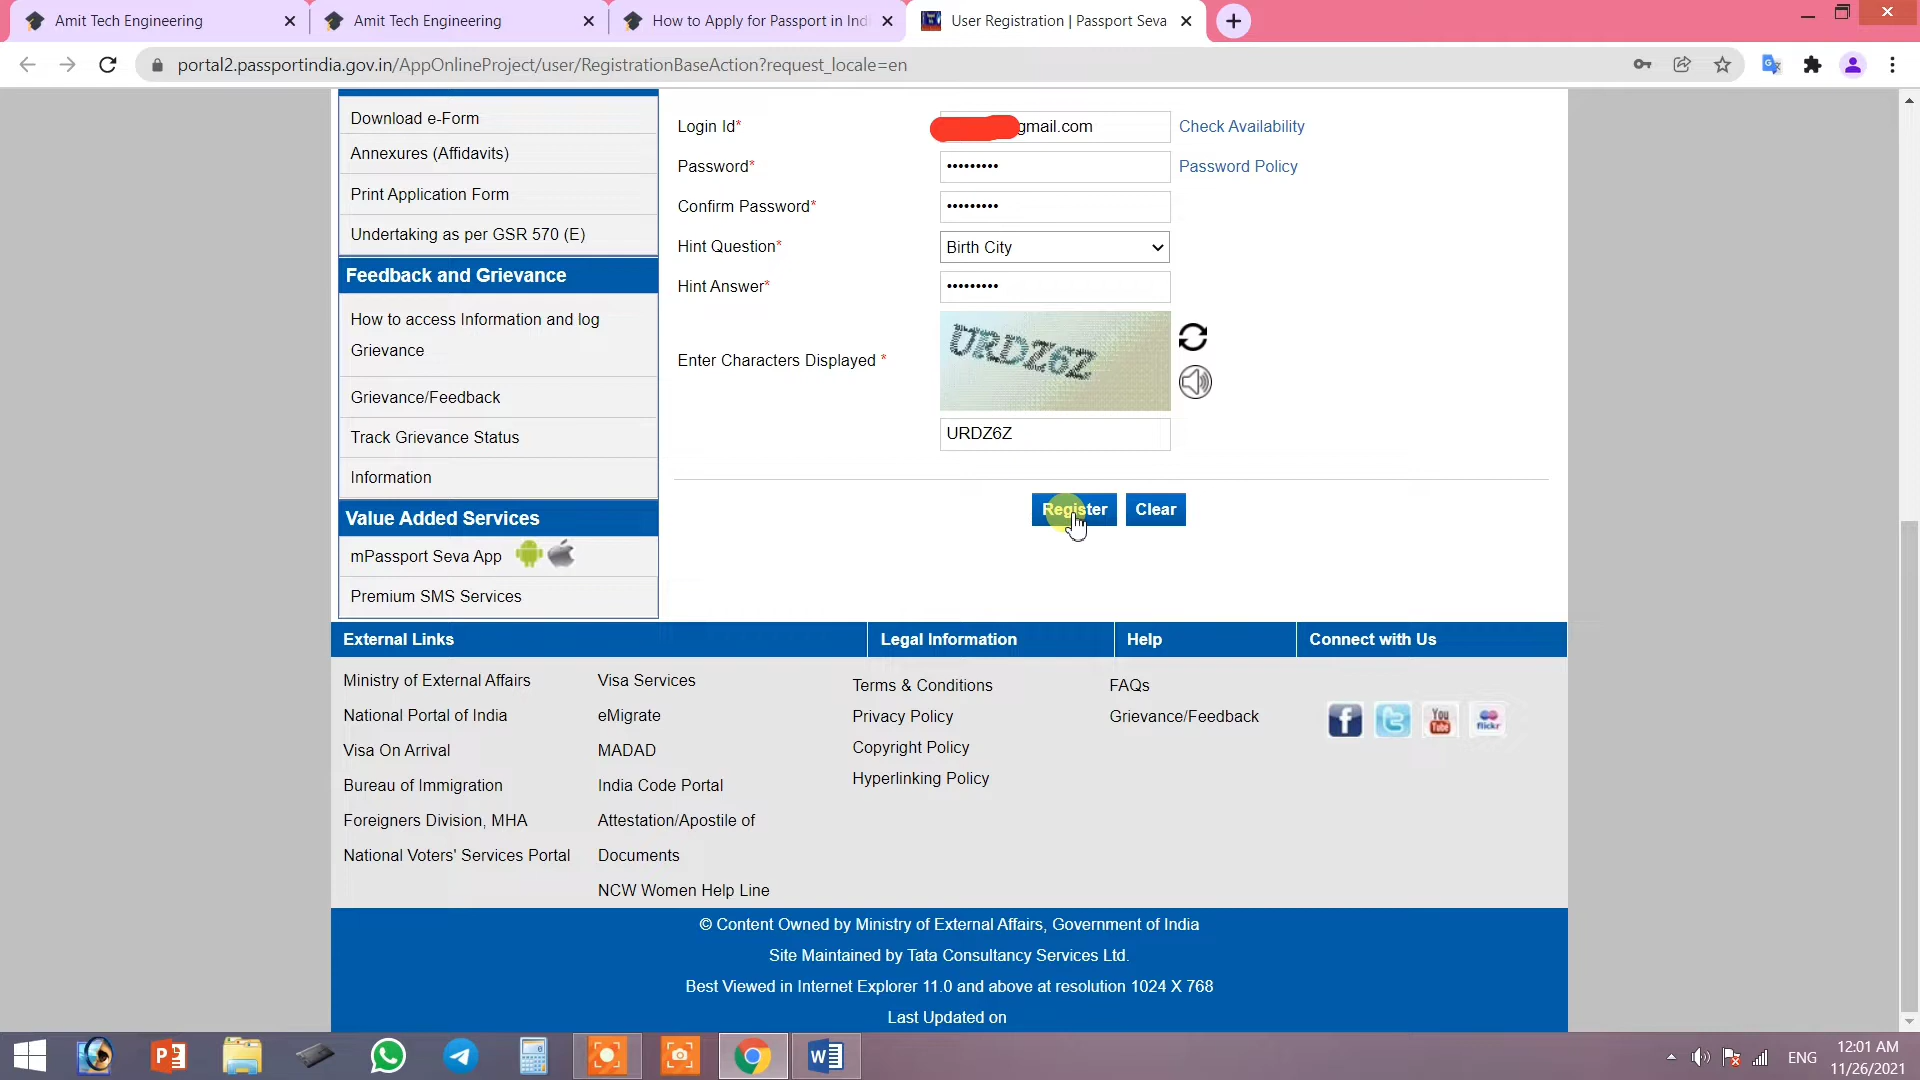 Amit Tech Engineering
Amit Tech Engineering
How to Apply for Passport in Indi
User Registration | Passport Seva
portal2.passportindia.gov.in/AppOnlineProject/user/RegistrationBaseAction?request_locale=en
Download e-Form
Annexures (Affidavits)
Print Application Form
Undertaking as per GSR 570 (E)
Feedback and Grievance
How to access Information and log
Grievance
Grievance/Feedback
Track Grievance Status
Information
Value Added Services
mPassport Seva App
Premium SMS Services
Login Id*
gmail.com
Check Availability
Password*
•••••••••
Password Policy
Confirm Password*
•••••••••
Hint Question*
Birth City
Hint Answer*
•••••••••
Enter Characters Displayed *
URDZ6Z
URDZ6Z
Register
Clear
External Links
Legal Information
Help
Connect with Us
Ministry of External Affairs
National Portal of India
Visa On Arrival
Bureau of Immigration
Foreigners Division, MHA
National Voters' Services Portal
Visa Services
eMigrate
MADAD
India Code Portal
Attestation/Apostile of
Documents
NCW Women Help Line
Terms & Conditions
Privacy Policy
Copyright Policy
Hyperlinking Policy
FAQs
Grievance/Feedback
You
Tube
flickr
© Content Owned by Ministry of External Affairs, Government of India
Site Maintained by Tata Consultancy Services Ltd.
Best Viewed in Internet Explorer 11.0 and above at resolution 1024 X 768
Last Updated on
ENG
12:01 AM
11/26/2021